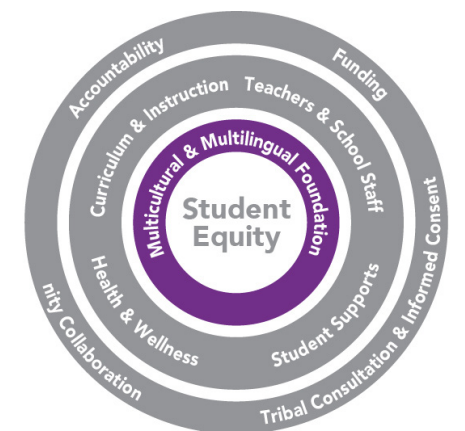 Accountability
Funding
Curriculum & Instruction
Teachers & School Staff
Multicultural & Multilingual Foundation
Student
Equity
Health & Wellness
Student Supports
nity Collaboration
Tribal Consultation & Informed Consent